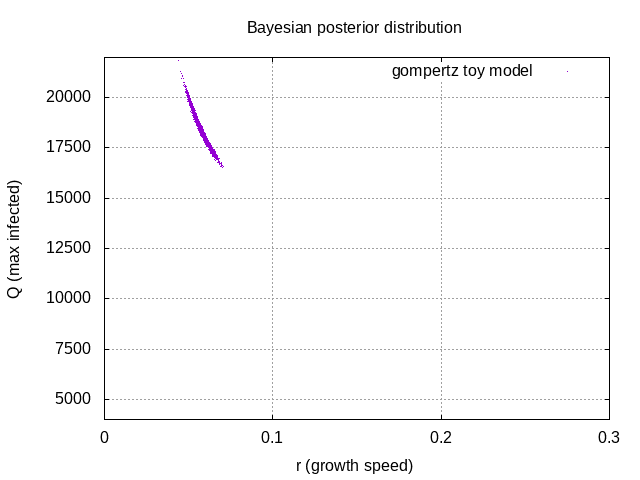 Bayesian posterior distribution
gompertz toy model
20000
17500
15000
12500
10000
7500
5000
Q (max infected)
0
0.1
0.2
0.3
r (growth speed)